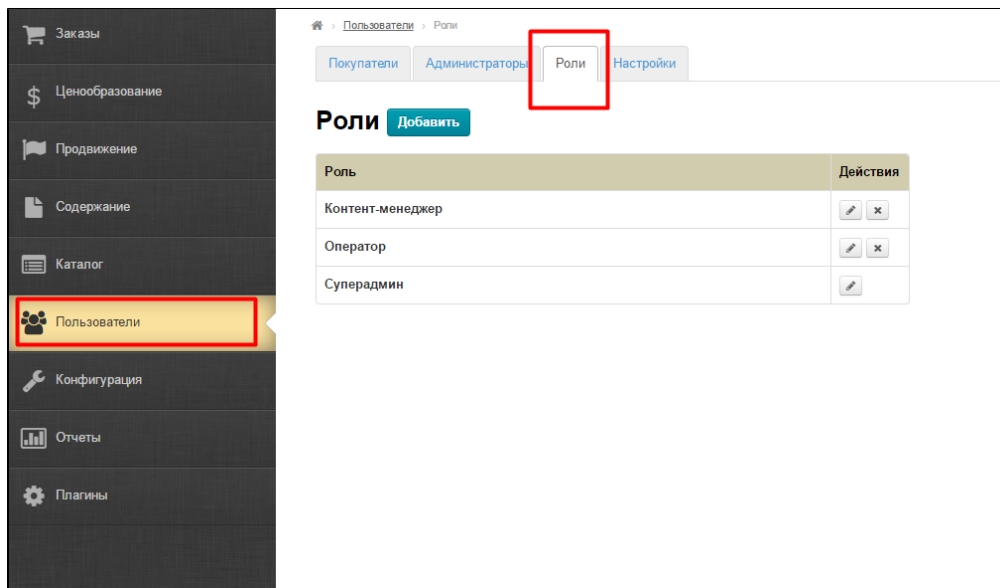 Заказы
Ценообразование
Продвижение
Содержание
Каталог
Пользователи
Конфигурация
Отчеты
Плагины
Пользователи › Роли
Покупатели Администраторы Роли Настройки
Роли Добавить
Роль Действия
Контент-менеджер
Оператор
Суперадмин